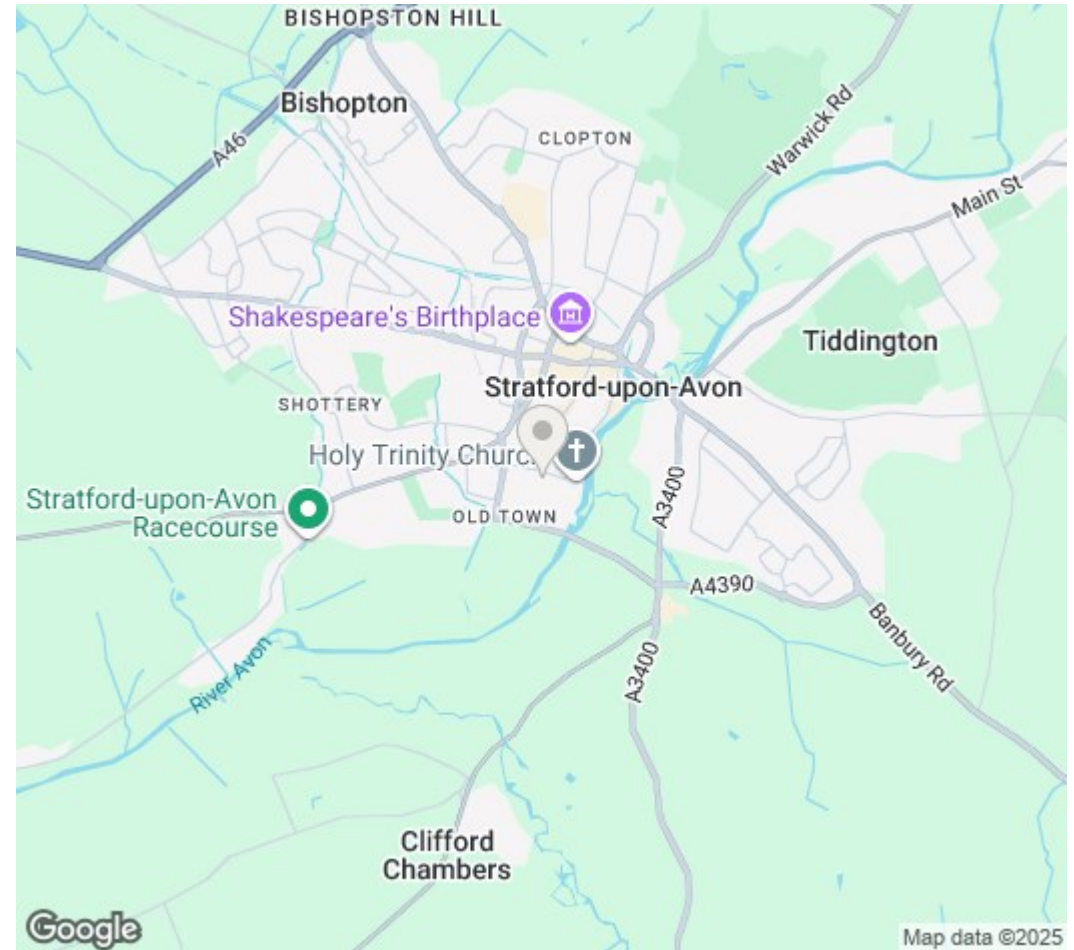 BISHOPSTON HILL
Bishopton
CLOPTON
A46
Warwick Rd
Main St
Shakespeare's Birthplace
Tiddington
Stratford-upon-Avon
SHOTTERY
Holy Trinity Churc
Stratford-upon-Avon
Racecourse
OLD TOWN
A3400
A4390
Banbury Rd
River Avon
A3400
Clifford
Chambers
Google
Map data ©2025